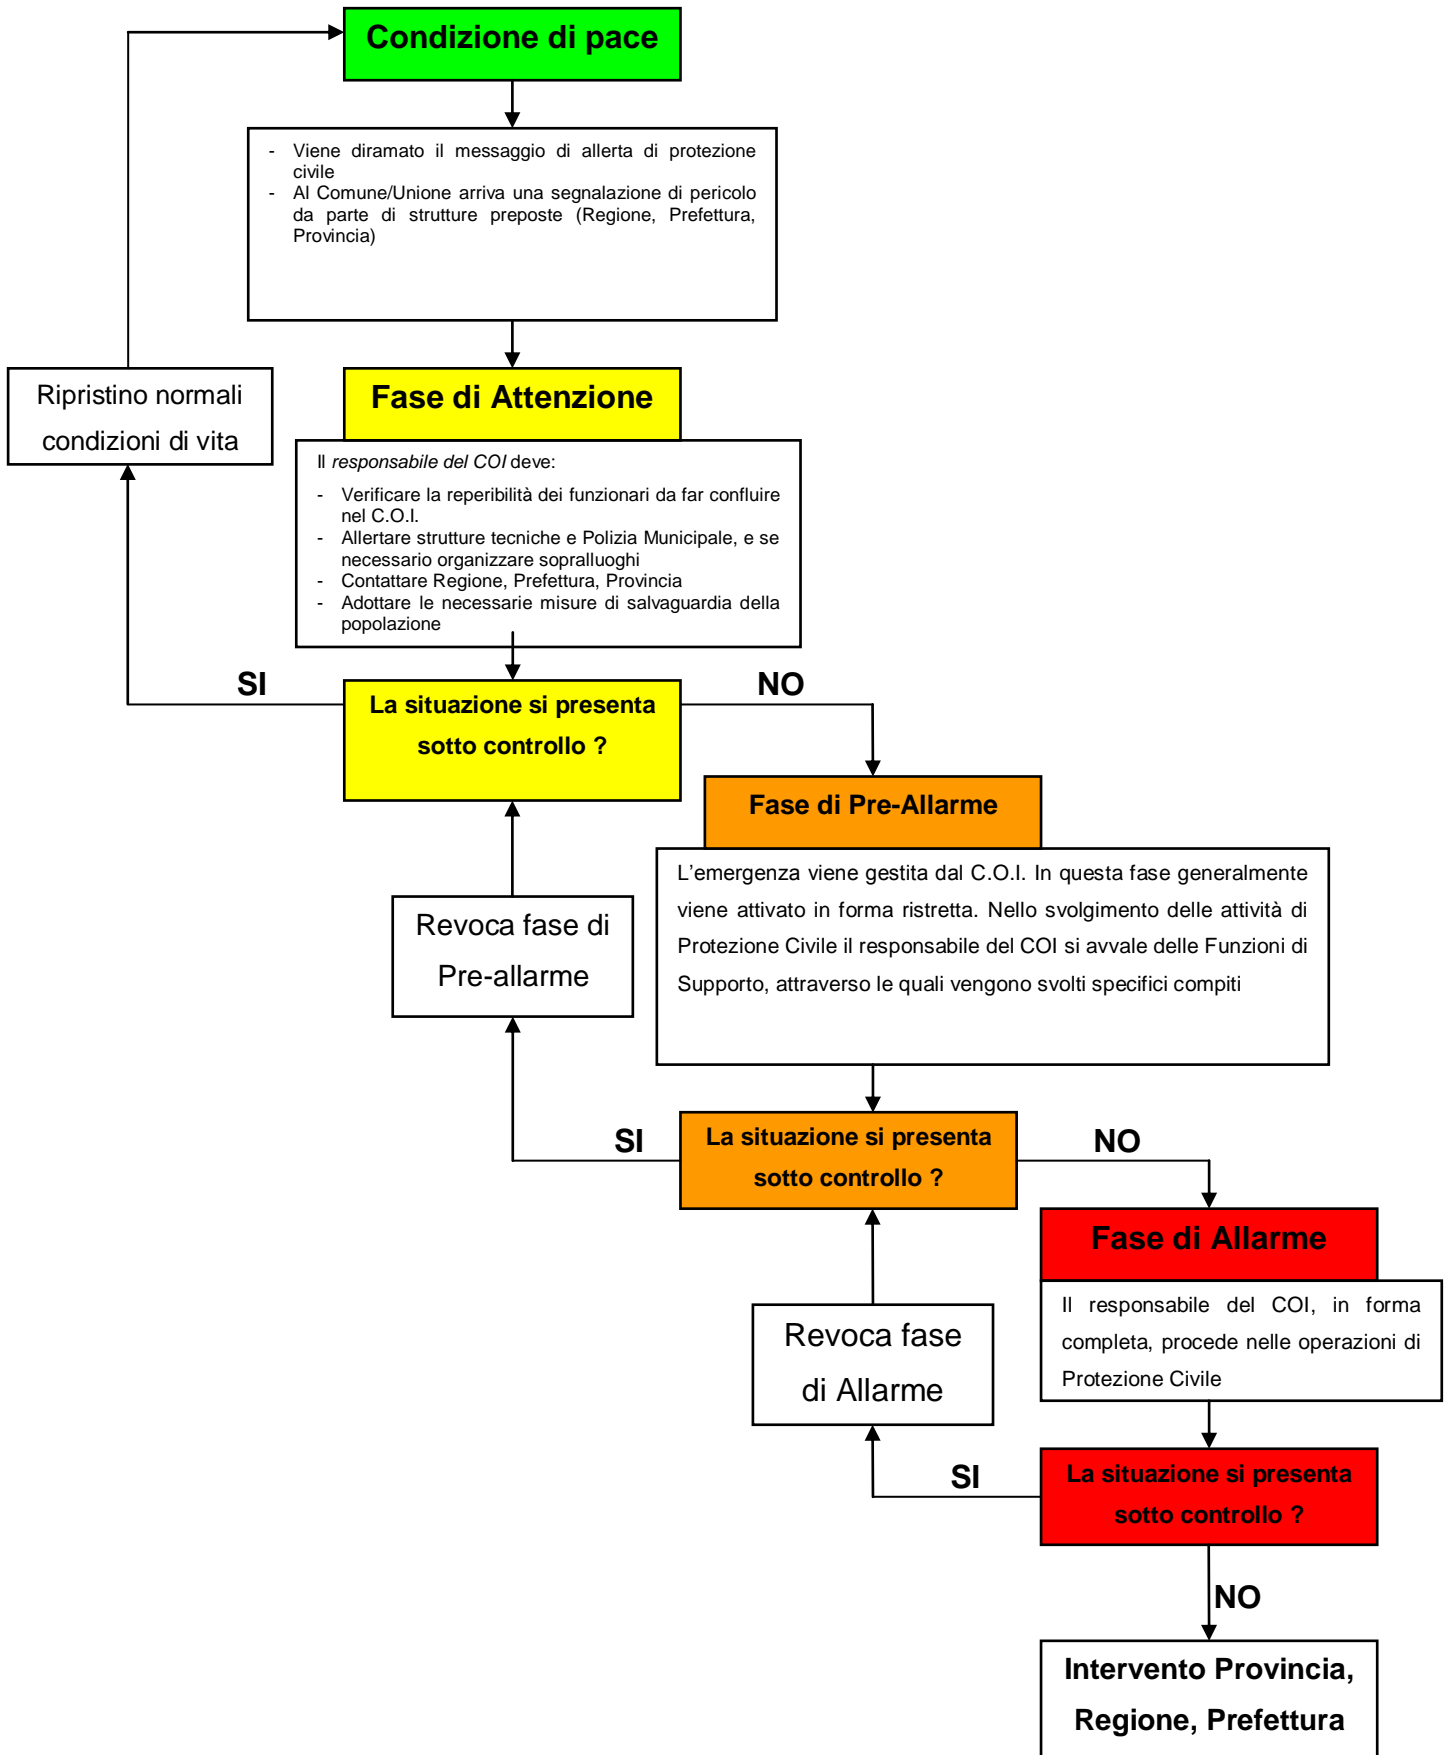 Condizione di pace
- Viene diramato il messaggio di allerta di protezione
civile
- Al Comune/Unione arriva una segnalazione di pericolo
da parte di strutture preposte (Regione, Prefettura,
Provincia)
Ripristino normali
condizioni di vita
Fase di Attenzione
Il responsabile del COI deve:
- Verificare la reperibilità dei funzionari da far confluire
nel C.O.I.
- Allertare strutture tecniche e Polizia Municipale, e se
necessario organizzare sopralluoghi
- Contattare Regione, Prefettura, Provincia
- Adottare le necessarie misure di salvaguardia della
popolazione
SI
NO
La situazione si presenta
sotto controllo ?
Fase di Pre-Allarme
L'emergenza viene gestita dal C.O.I. In questa fase generalmente
viene attivato in forma ristretta. Nello svolgimento delle attività di
Protezione Civile il responsabile del COI si avvale delle Funzioni di
Supporto, attraverso le quali vengono svolti specifici compiti
Revoca fase di
Pre-allarme
SI
NO
La situazione si presenta
sotto controllo ?
Fase di Allarme
Il responsabile del COI, in forma
completa, procede nelle operazioni di
Protezione Civile
Revoca fase
di Allarme
SI
La situazione si presenta
sotto controllo ?
NO
Intervento Provincia,
Regione, Prefettura